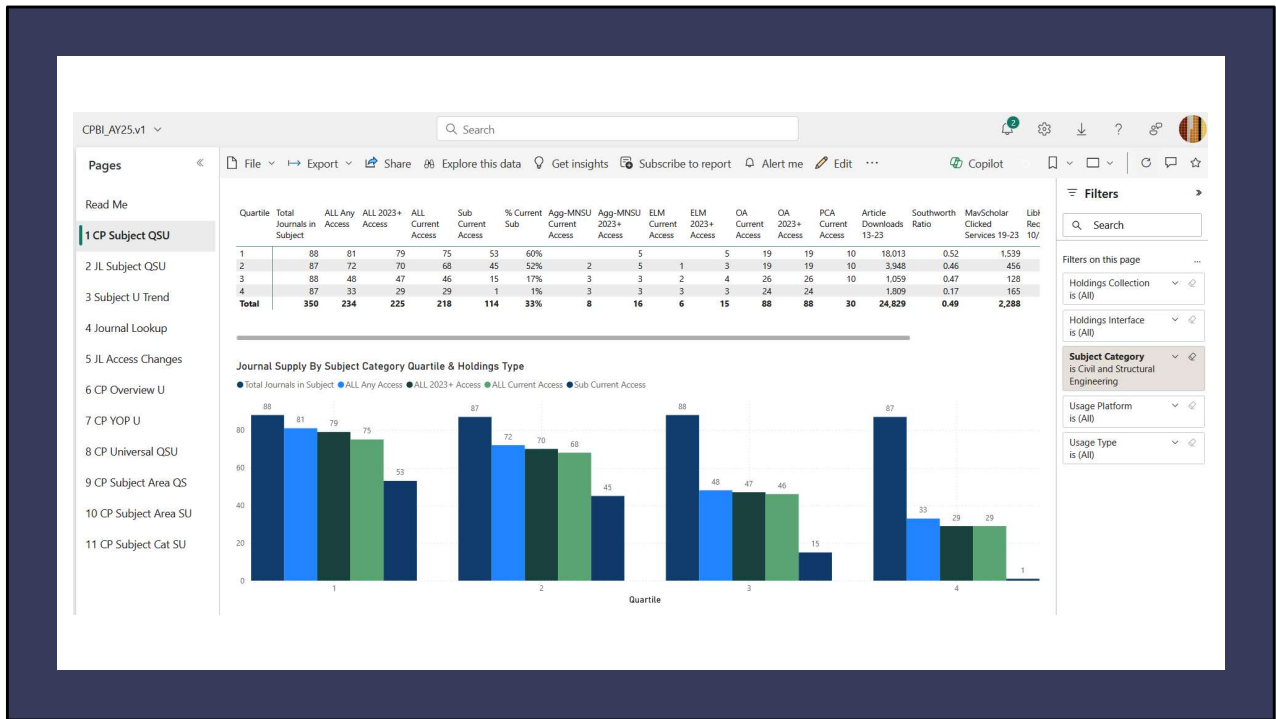 CPBI_AY25.v1
Search
2
?
Pages
File
Export
Share
Explore this data
Get insights
Subscribe to report
Alert me
Edit
...
Copilot
Read Me
1 CP Subject QSU
2 JL Subject QSU
3 Subject U Trend
4 Journal Lookup
5 JL Access Changes
6 CP Overview U
7 CP YOP U
8 CP Universal QSU
9 CP Subject Area QS
10 CP Subject Area SU
11 CP Subject Cat SU
Quartile Total ALL Any ALL 2023+ ALL Sub % Current Agg-MNSU Agg-MNSU ELM ELM OA OA PCA Article Southworth MavScholar
Journals in Access Access Current Current Sub Current 2023+ Current 2023+ Current 2023+ Current Downloads Ratio Clicked
Subject Access Access Access Access Access Access Access Access Access 13-23 Services 19-23 10/
1 88 81 79 75 53 60% 5 5 19 19 10 18,013 0.52 1,539
2 87 72 70 68 45 52% 2 5 1 3 19 19 10 3,948 0.46 456
3 88 48 47 46 15 17% 3 3 2 4 26 26 10 1,059 0.47 128
4 87 33 29 29 1 1% 3 3 3 3 24 24 1,809 0.17 165
Total 350 234 225 218 114 33% 8 16 6 15 88 88 30 24,829 0.49 2,288
Journal Supply By Subject Category Quartile & Holdings Type
Total Journals in Subject ALL Any Access ALL 2023+ Access ALL Current Access Sub Current Access
88 81 79 75 53
87 72 70 68 45
88 48 47 46 15
87 33 29 29 1
80
60
40
20
0
1 2 3 4
Quartile
Filters
Search
Filters on this page
...
Holdings Collection
is (All)
Holdings Interface
is (All)
Subject Category
is Civil and Structural
Engineering
Usage Platform
is (All)
Usage Type
is (All)